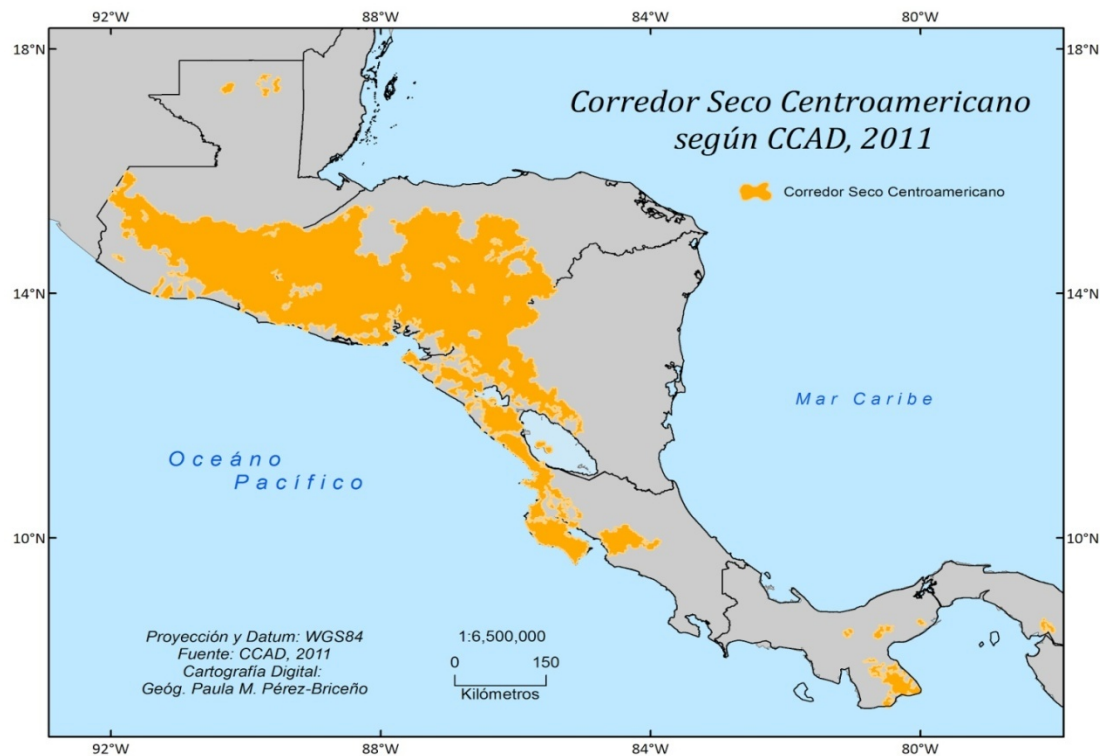 92°W 88°W 84°W 80°W
18°N 18°N
Corredor Seco Centroamericano
según CCAD, 2011
Corredor Seco Centroamericano
14°N 14°N
Mar Caribe
Oceáno
Pacífico
10°N 10°N
Proyección y Datum: WGS84
Fuente: CCAD, 2011
Cartografía Digital:
Geóg. Paula M. Pérez-Briceño
1:6,500,000
0 150
Kilómetros
92°W 88°W 84°W 80°W